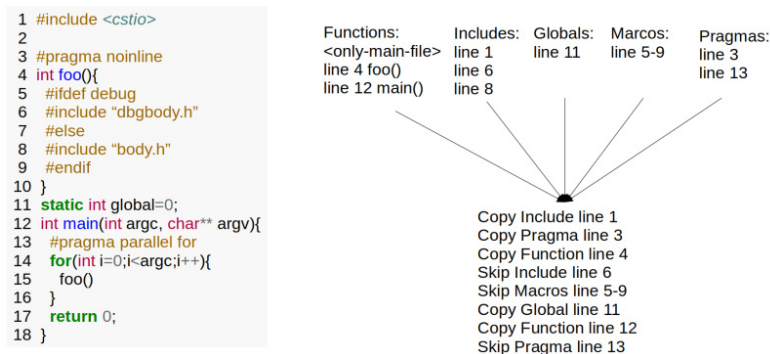 1 #include <cstio>
2
3 #pragma noinline
4 int foo(){
5 #ifdef debug
6 #include “dbgbody.h”
7 #else
8 #include “body.h”
9 #endif
10 }
11 static int global=0;
12 int main(int argc, char** argv){
13 #pragma parallel for
14 for(int i=0;i<argc;i++){
15 foo()
16 }
17 return 0;
18 }
Functions:
<only-main-file>
line 4 foo()
line 12 main()
Includes:
line 1
line 6
line 8
Globals:
line 11
Marcos:
line 5-9
Pragmas:
line 3
line 13
Copy Include line 1
Copy Pragma line 3
Copy Function line 4
Skip Include line 6
Skip Macros line 5-9
Copy Global line 11
Copy Function line 12
Skip Pragma line 13